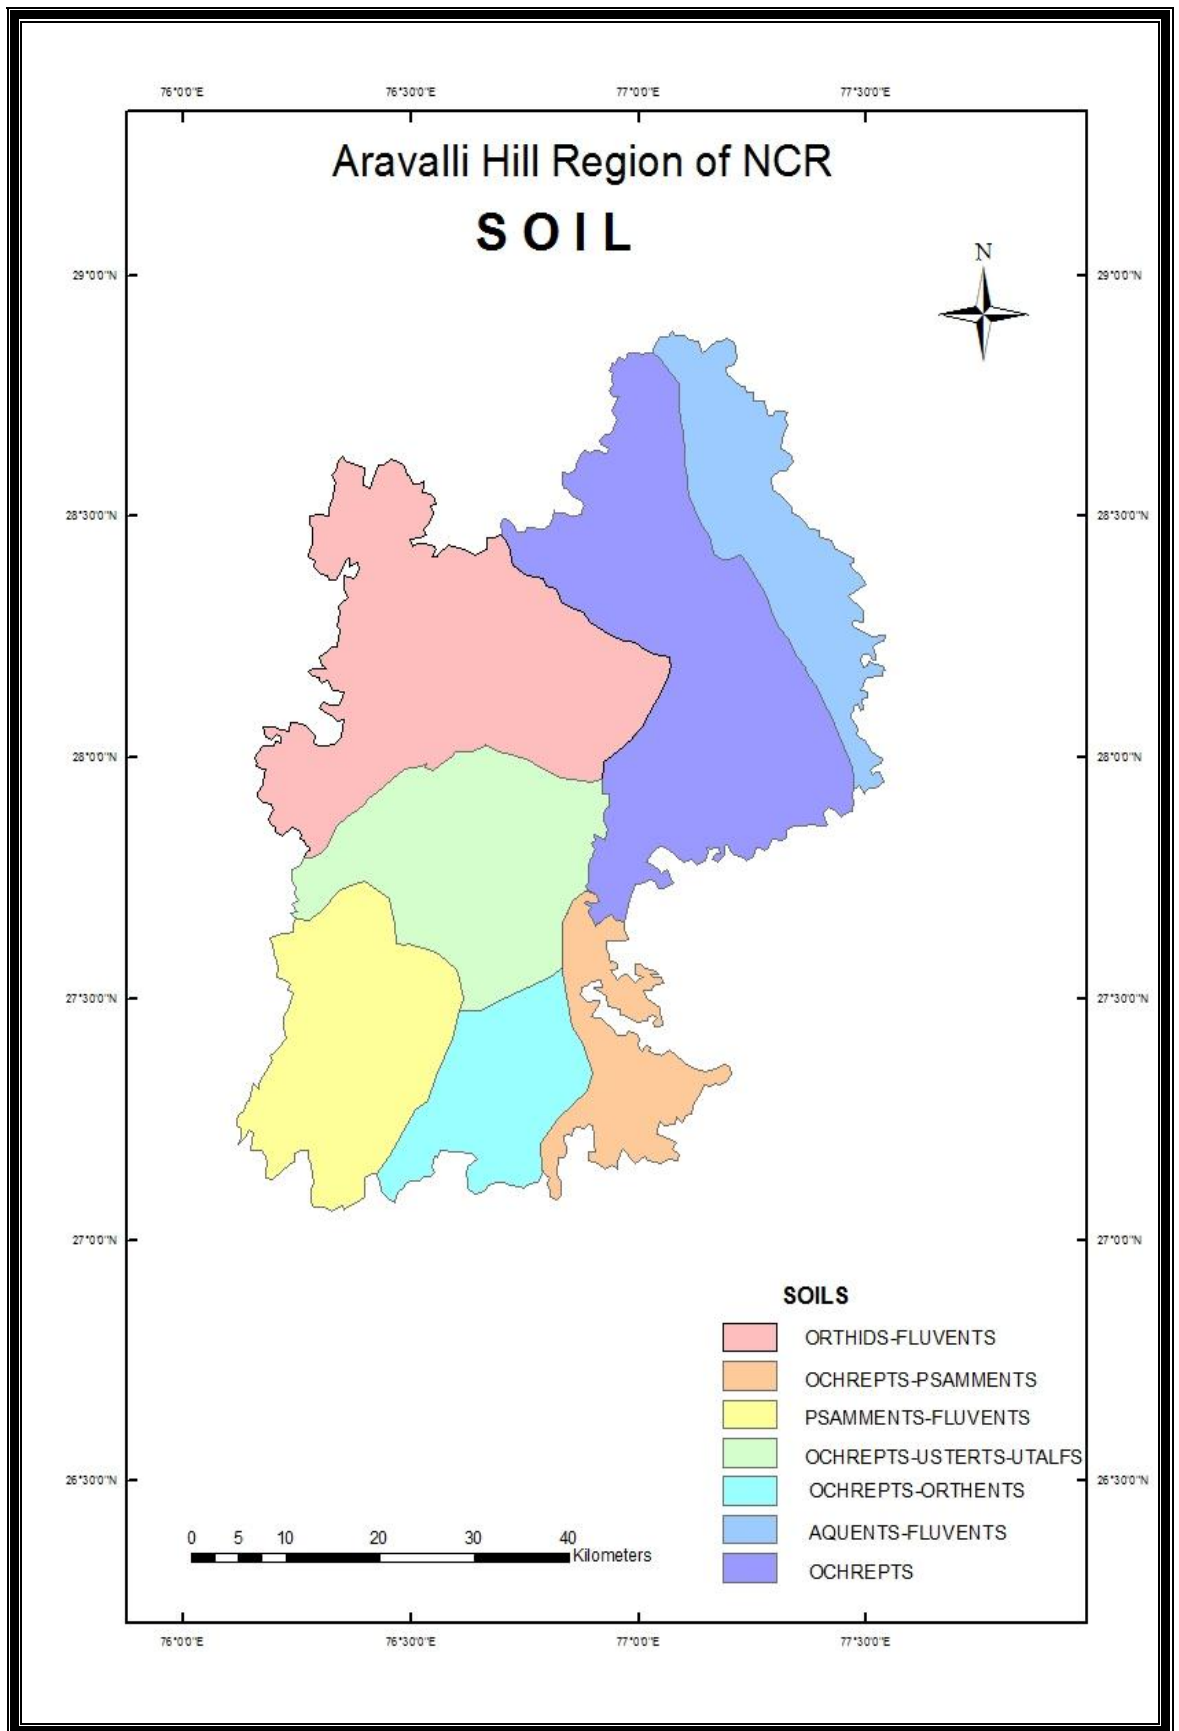 76°0'0"E 76°30'0"E 77°0'0"E 77°30'0"E
Aravalli Hill Region of NCR
SOIL
N
29°0'0"N 29°0'0"N
28°30'0"N 28°30'0"N
28°0'0"N 28°0'0"N
27°30'0"N 27°30'0"N
27°0'0"N 27°0'0"N
SOILS
ORTHIDS-FLUVENTS
OCHREPTS-PSAMMENTS
PSAMMENTS-FLUVENTS
OCHREPTS-USTERTS-UTALFS
26°30'0"N 26°30'0"N
OCHREPTS-ORTHENTS
AQUENTS-FLUVENTS
OCHREPTS
0 5 10 20 30 40
Kilometers
76°0'0"E 76°30'0"E 77°0'0"E 77°30'0"E